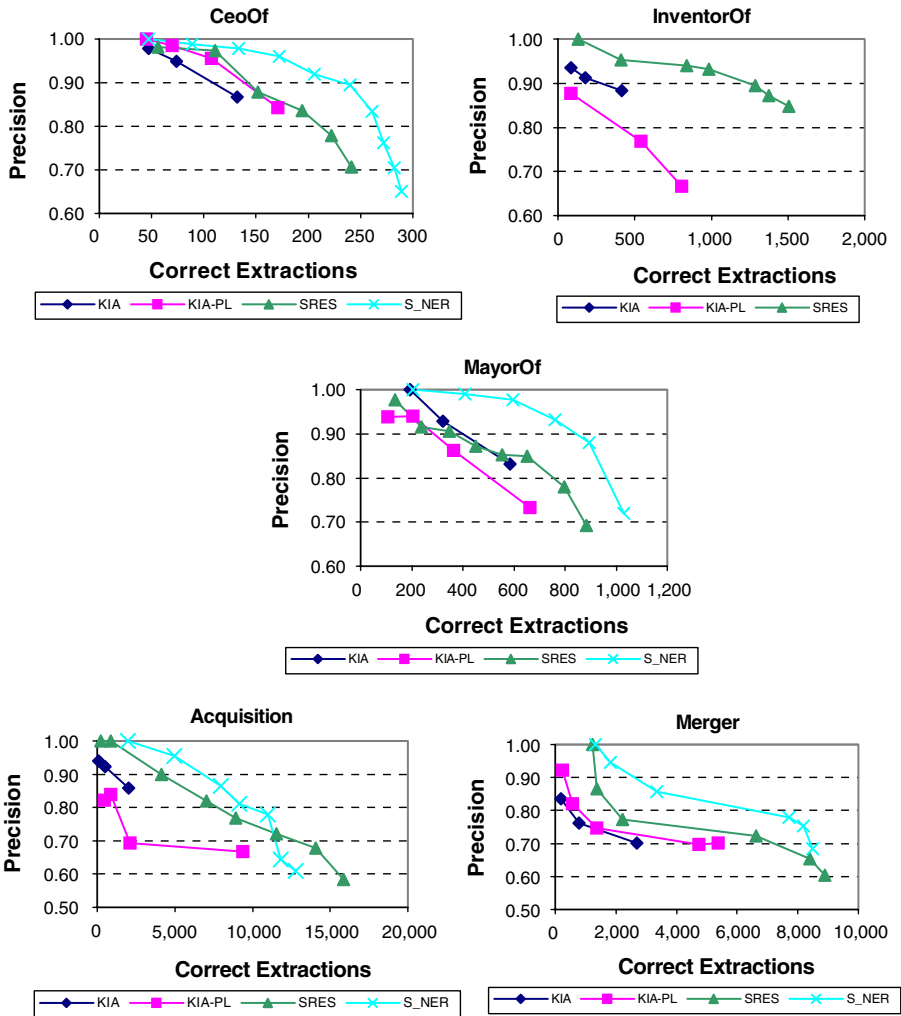 CeoOf
Precision
1.00
0.90
0.80
0.70
0.60
0 50 100 150 200 250 300
Correct Extractions
KIA KIA-PL SRES S_NER
InventorOf
Precision
1.00
0.90
0.80
0.70
0.60
0 500 1,000 1,500 2,000
Correct Extractions
KIA KIA-PL SRES
MayorOf
Precision
1.00
0.90
0.80
0.70
0.60
0 200 400 600 800 1,000 1,200
Correct Extractions
KIA KIA-PL SRES S_NER
Acquisition
Precision
1.00
0.90
0.80
0.70
0.60
0.50
0 5,000 10,000 15,000 20,000
Correct Extractions
KIA KIA-PL SRES S_NER
Merger
Precision
1.00
0.90
0.80
0.70
0.60
0.50
0 2,000 4,000 6,000 8,000 10,000
Correct Extractions
KIA KIA-PL SRES S_NER